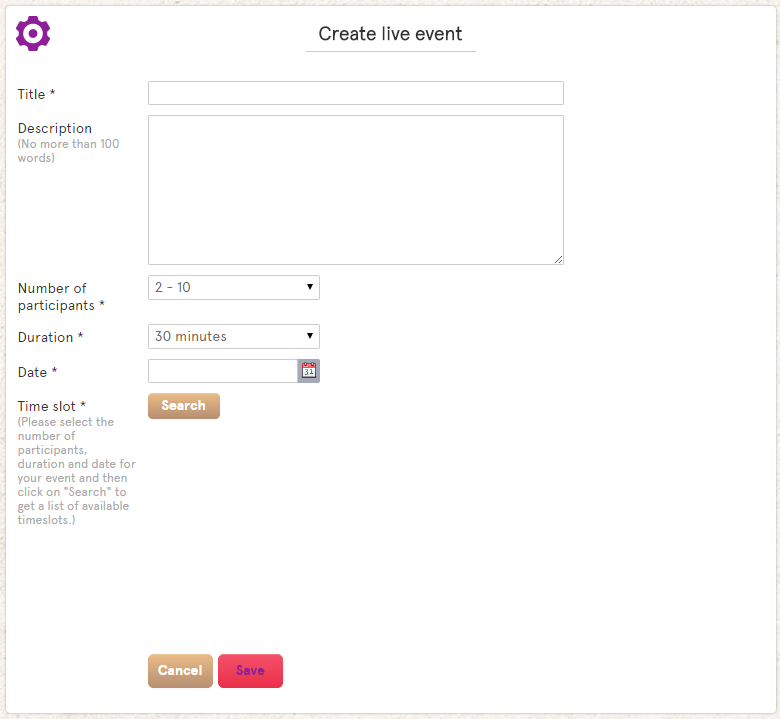 Create live event
Title *
Description
(No more than 100
words)
Number of
participants *
2 - 10
Duration *
30 minutes
Date *
31
Time slot *
Search
(Please select the
number of
participants,
duration and date for
your event and then
click on "Search" to
get a list of available
timeslots.)
Cancel
Save